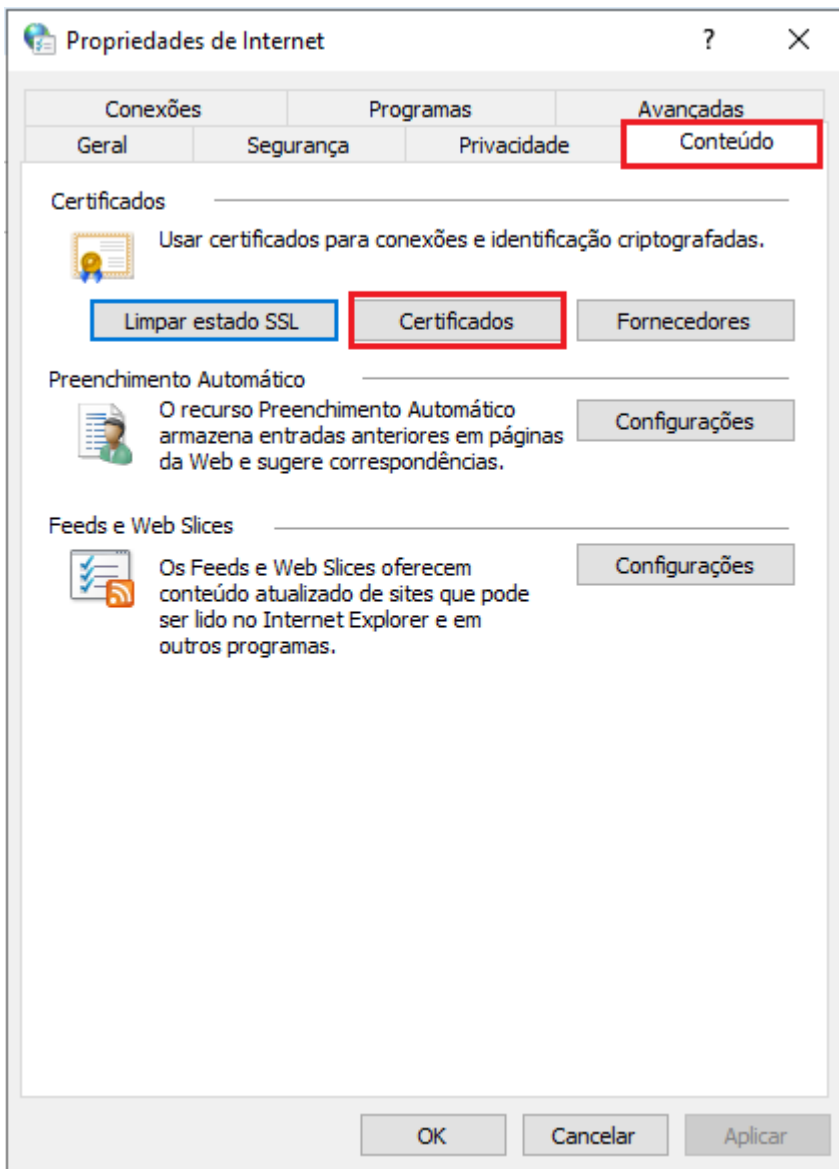 Propriedades de Internet ? X
Conexões Programas Avançadas
Geral Segurança Privacidade Conteúdo
Certificados
Usar certificados para conexões e identificação criptografadas.
Limpar estado SSL Certificados Fornecedores
Preenchimento Automático
O recurso Preenchimento Automático
armazena entradas anteriores em páginas
da Web e sugere correspondências.
Configurações
Feeds e Web Slices
Os Feeds e Web Slices oferecem
conteúdo atualizado de sites que pode
ser lido no Internet Explorer e em
outros programas.
Configurações
OK Cancelar Aplicar